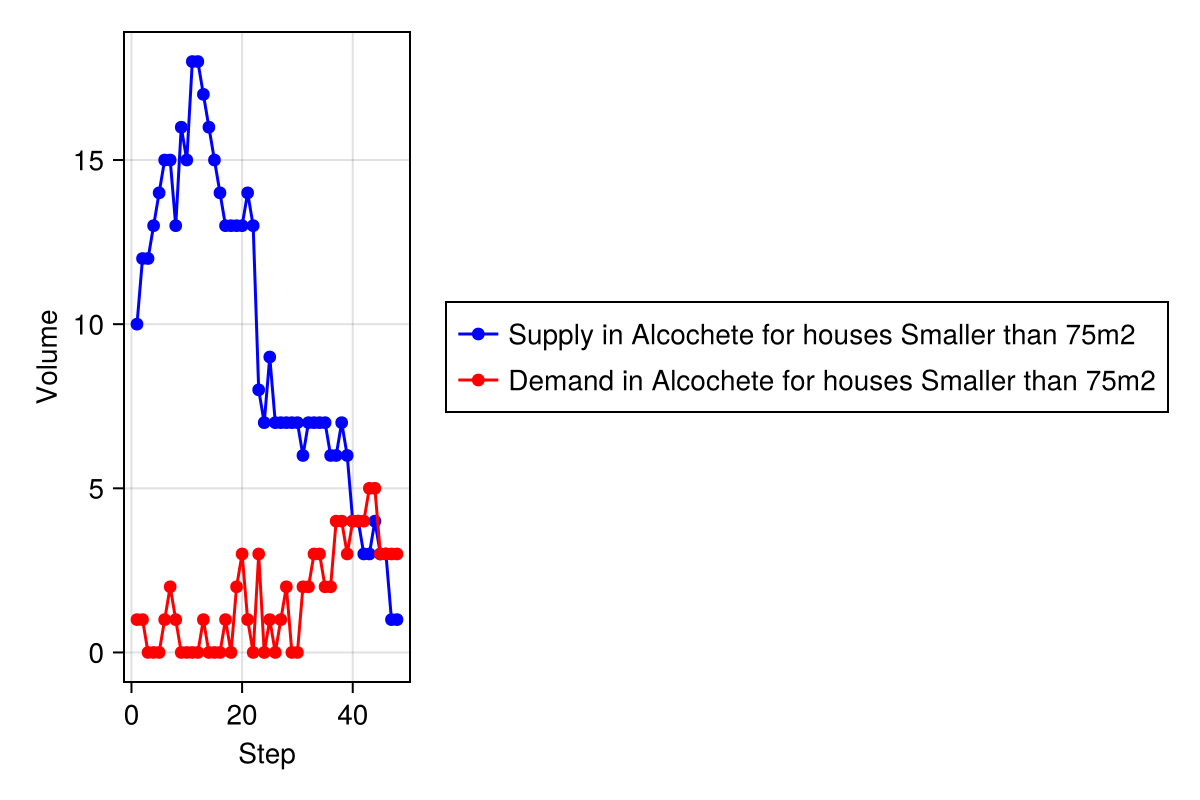 Volume
15
10
5
0
0 20 40
Step
Supply in Alcochete for houses Smaller than 75m2
Demand in Alcochete for houses Smaller than 75m2